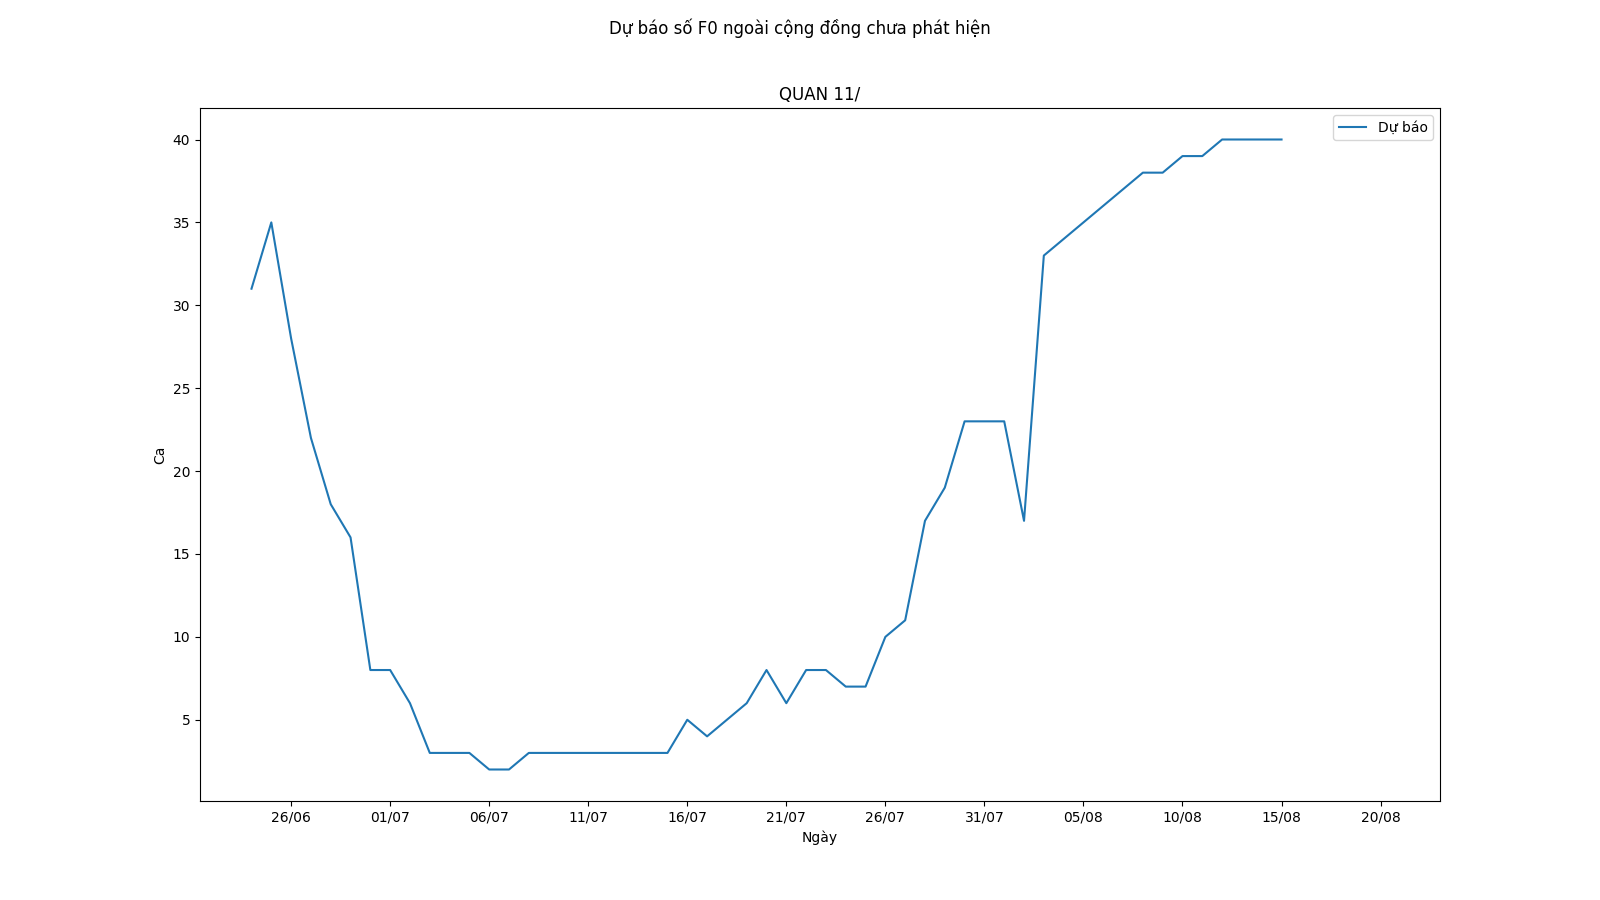 Dự báo số F0 ngoài cộng đồng chưa phát hiện
QUAN 11/
Dự báo
40
35
30
25
20
15
10
5
Ca
26/06 01/07 06/07 11/07 16/07 21/07 26/07 31/07 05/08 10/08 15/08 20/08
Ngày